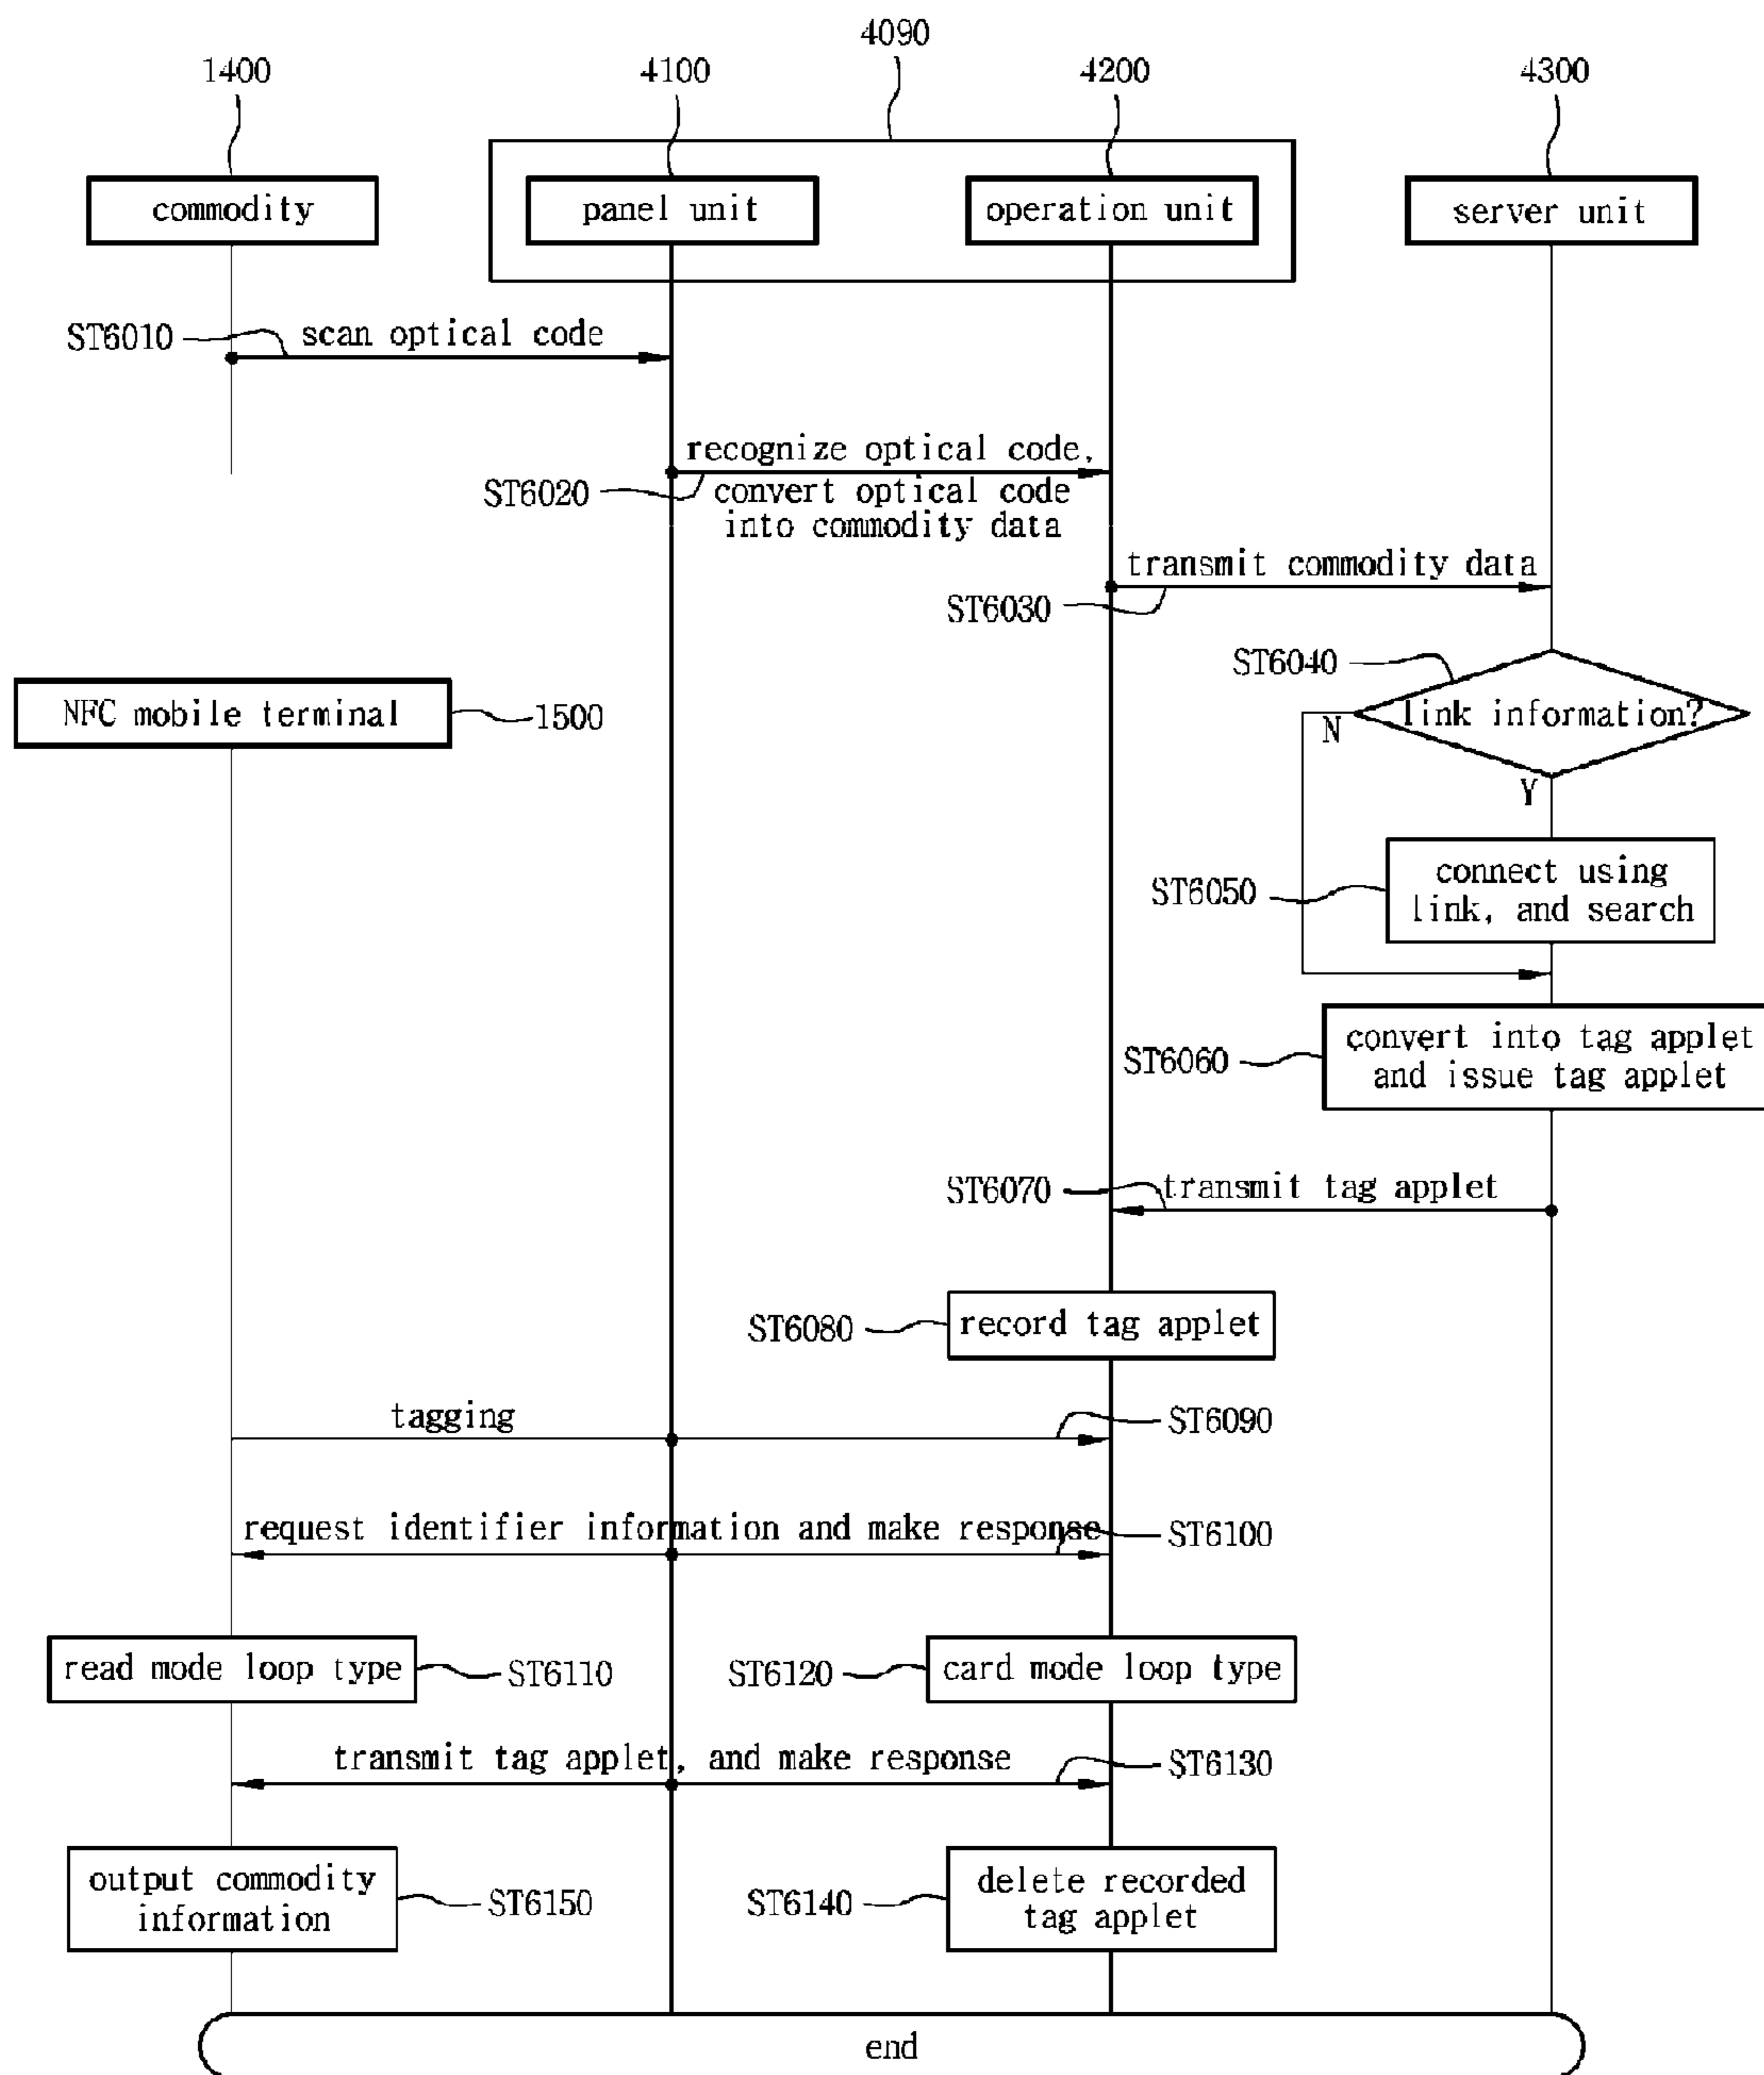 4090
1400
4100
4200
4300
commodity
panel unit
operation unit
server unit
ST6010
scan optical code
recognize optical code,
ST6020
convert optical code
into commodity data
transmit commodity data
ST6030
ST6040
link information?
NFC mobile terminal
1500
N
Y
ST6050
connect using
link, and search
ST6060
convert into tag applet
and issue tag applet
ST6070
transmit tag applet
ST6080
record tag applet
tagging
ST6090
request identifier information and make response
ST6100
read mode loop type
ST6110
ST6120
card mode loop type
transmit tag applet, and make response
ST6130
output commodity
information
ST6150
ST6140
delete recorded
tag applet
end